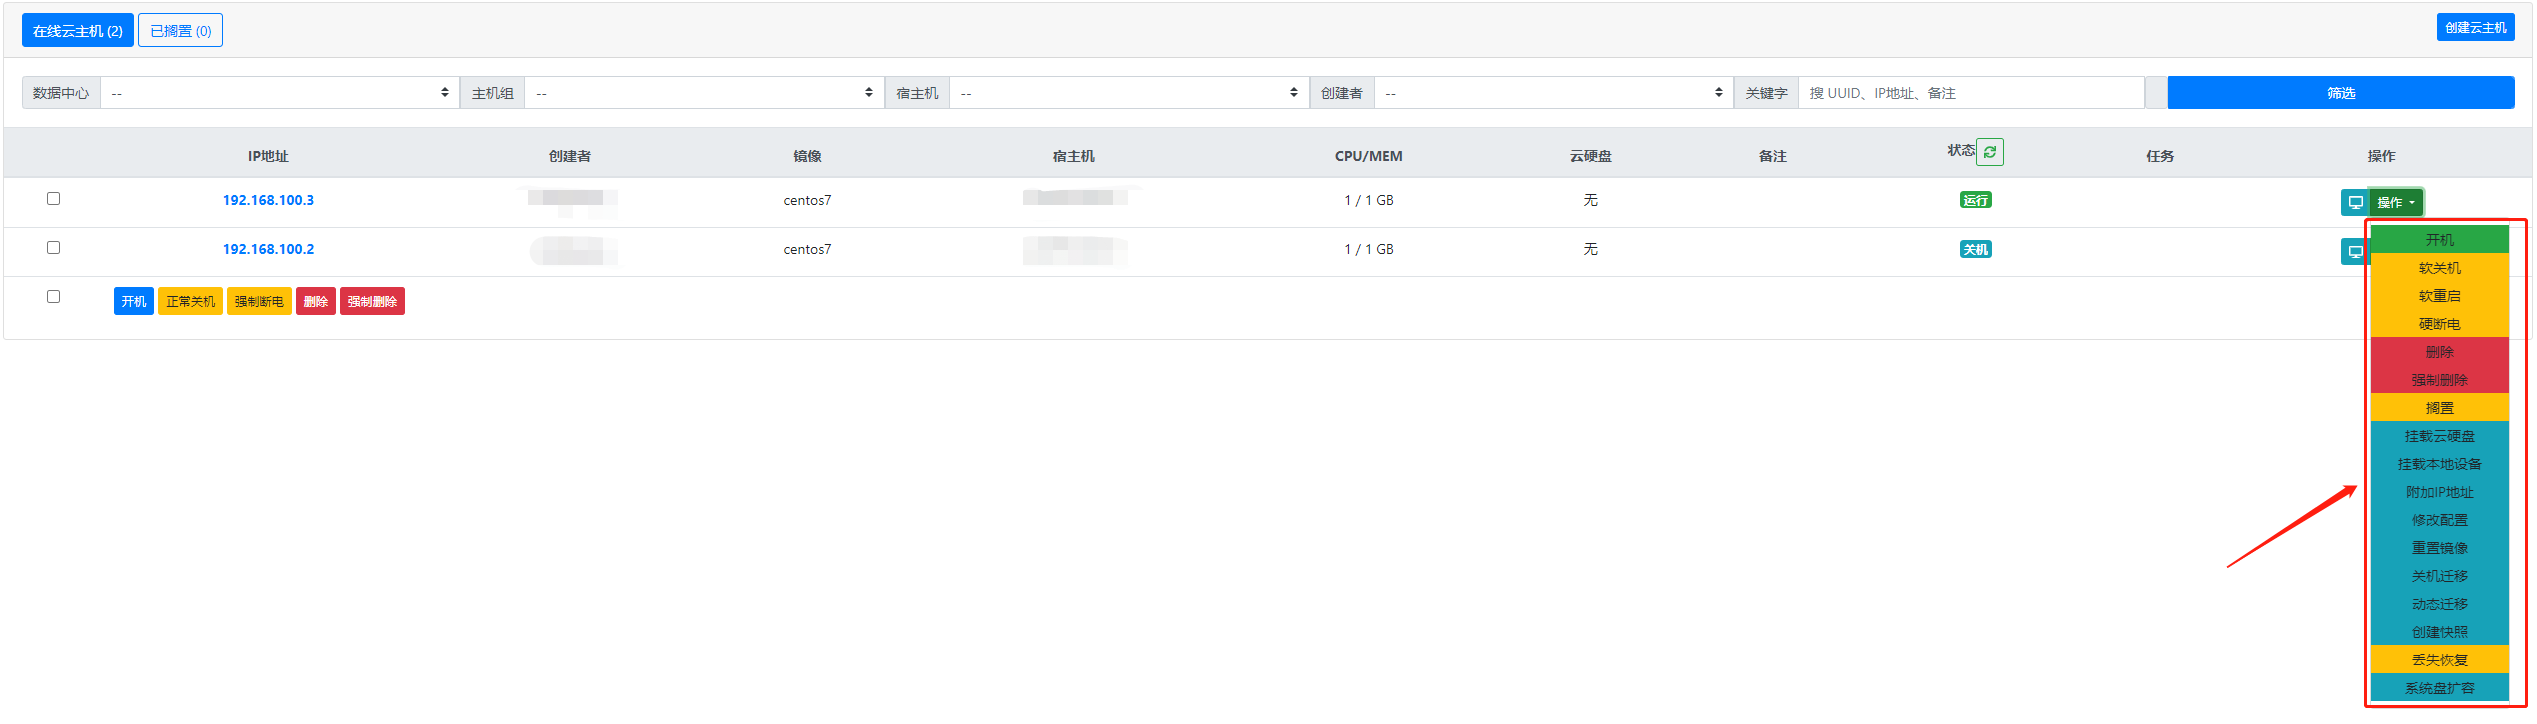 在线云主机 (2) 已搁置 (0) 创建云主机
数据中心 -- 主机组 -- 宿主机 -- 创建者 -- 关键字 搜 UUID、IP地址、备注 筛选
IP地址 创建者 镜像 宿主机 CPU/MEM 云硬盘 备注 状态 任务 操作
192.168.100.3 centos7 1 / 1 GB 无 运行 操作
192.168.100.2 centos7 1 / 1 GB 无 关机
开机 正常关机 强制断电 删除 强制删除
开机
软关机
软重启
硬断电
删除
强制删除
搁置
挂载云硬盘
挂载本地设备
附加IP地址
修改配置
重置镜像
关机迁移
动态迁移
创建快照
丢失恢复
系统盘扩容